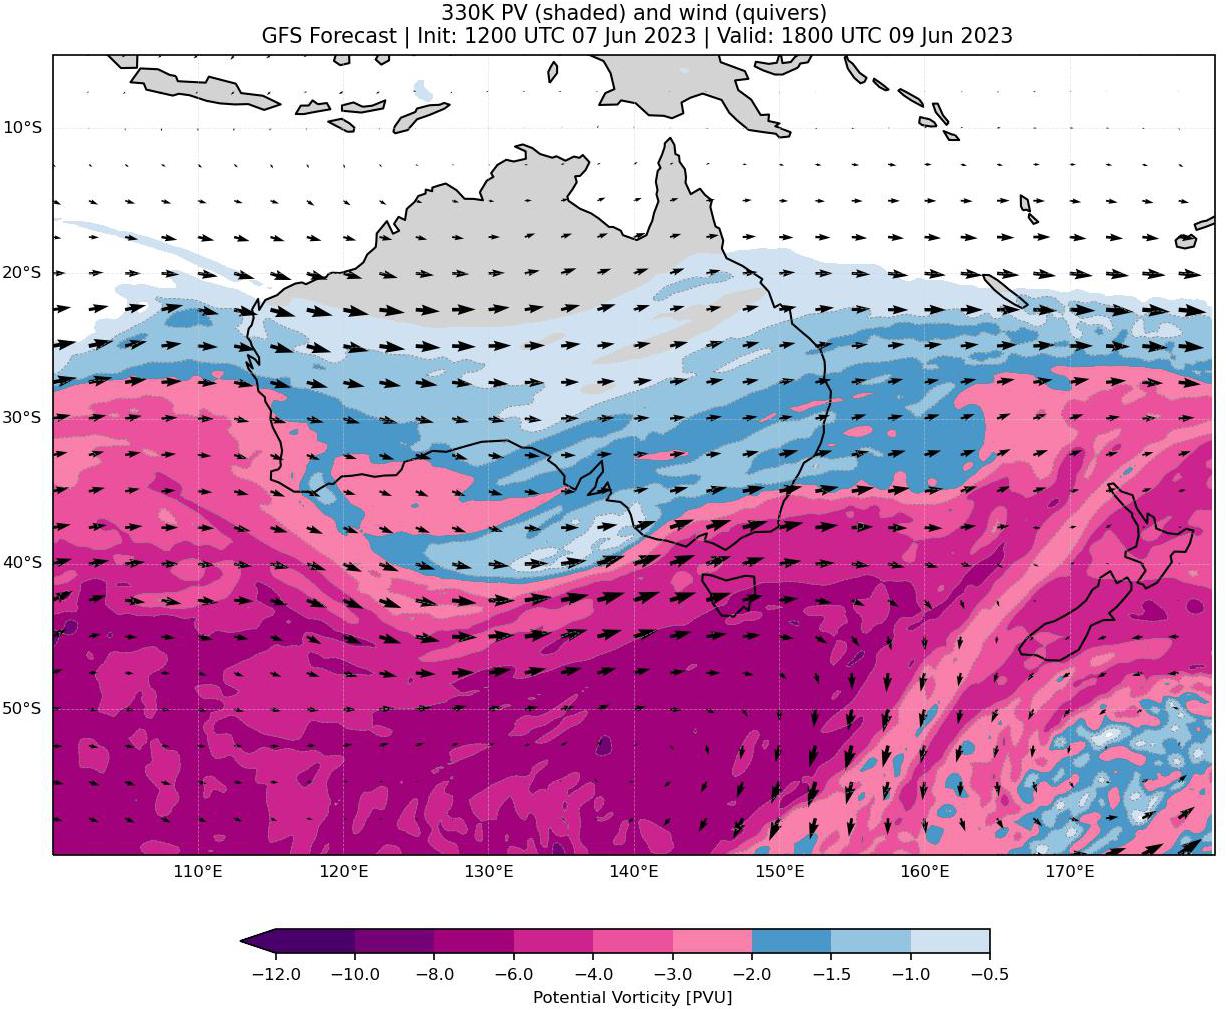 330K PV (shaded) and wind (quivers)
GFS Forecast | Init: 1200 UTC 07 Jun 2023 | Valid: 1800 UTC 09 Jun 2023
10°S
20°S
30°S
40°S
50°S
110°E 120°E 130°E 140°E 150°E 160°E 170°E
−12.0 −10.0 −8.0 −6.0 −4.0 −3.0 −2.0 −1.5 −1.0 −0.5
Potential Vorticity [PVU]